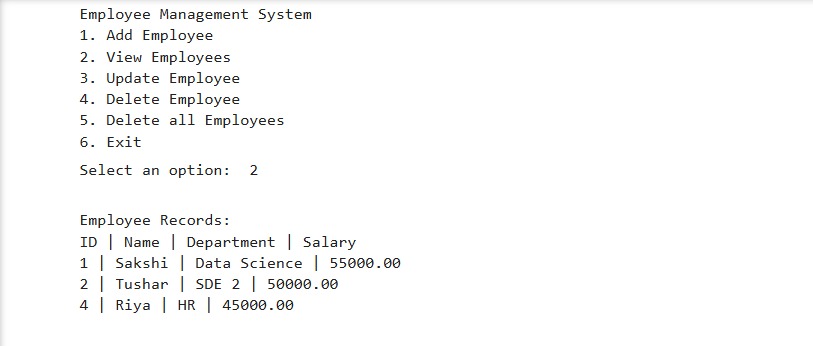 Employee Management System
1. Add Employee
2. View Employees
3. Update Employee
4. Delete Employee
5. Delete all Employees
6. Exit
Select an option:  2
Employee Records:
ID | Name | Department | Salary
1 | Sakshi | Data Science | 55000.00
2 | Tushar | SDE 2 | 50000.00
4 | Riya | HR | 45000.00